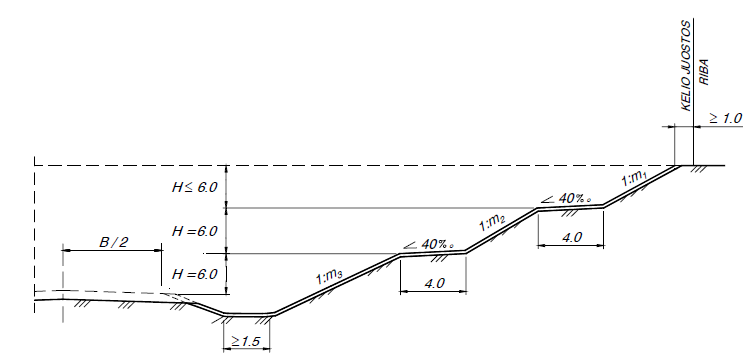 KELIO JUOSTOS
RIBA
≥ 1.0
H ≤ 6.0
1:m₁
∠ 40‰
H =6.0
1:m₂
4.0
B / 2
∠ 40‰
H =6.0
1:m₃
4.0
≥1.5